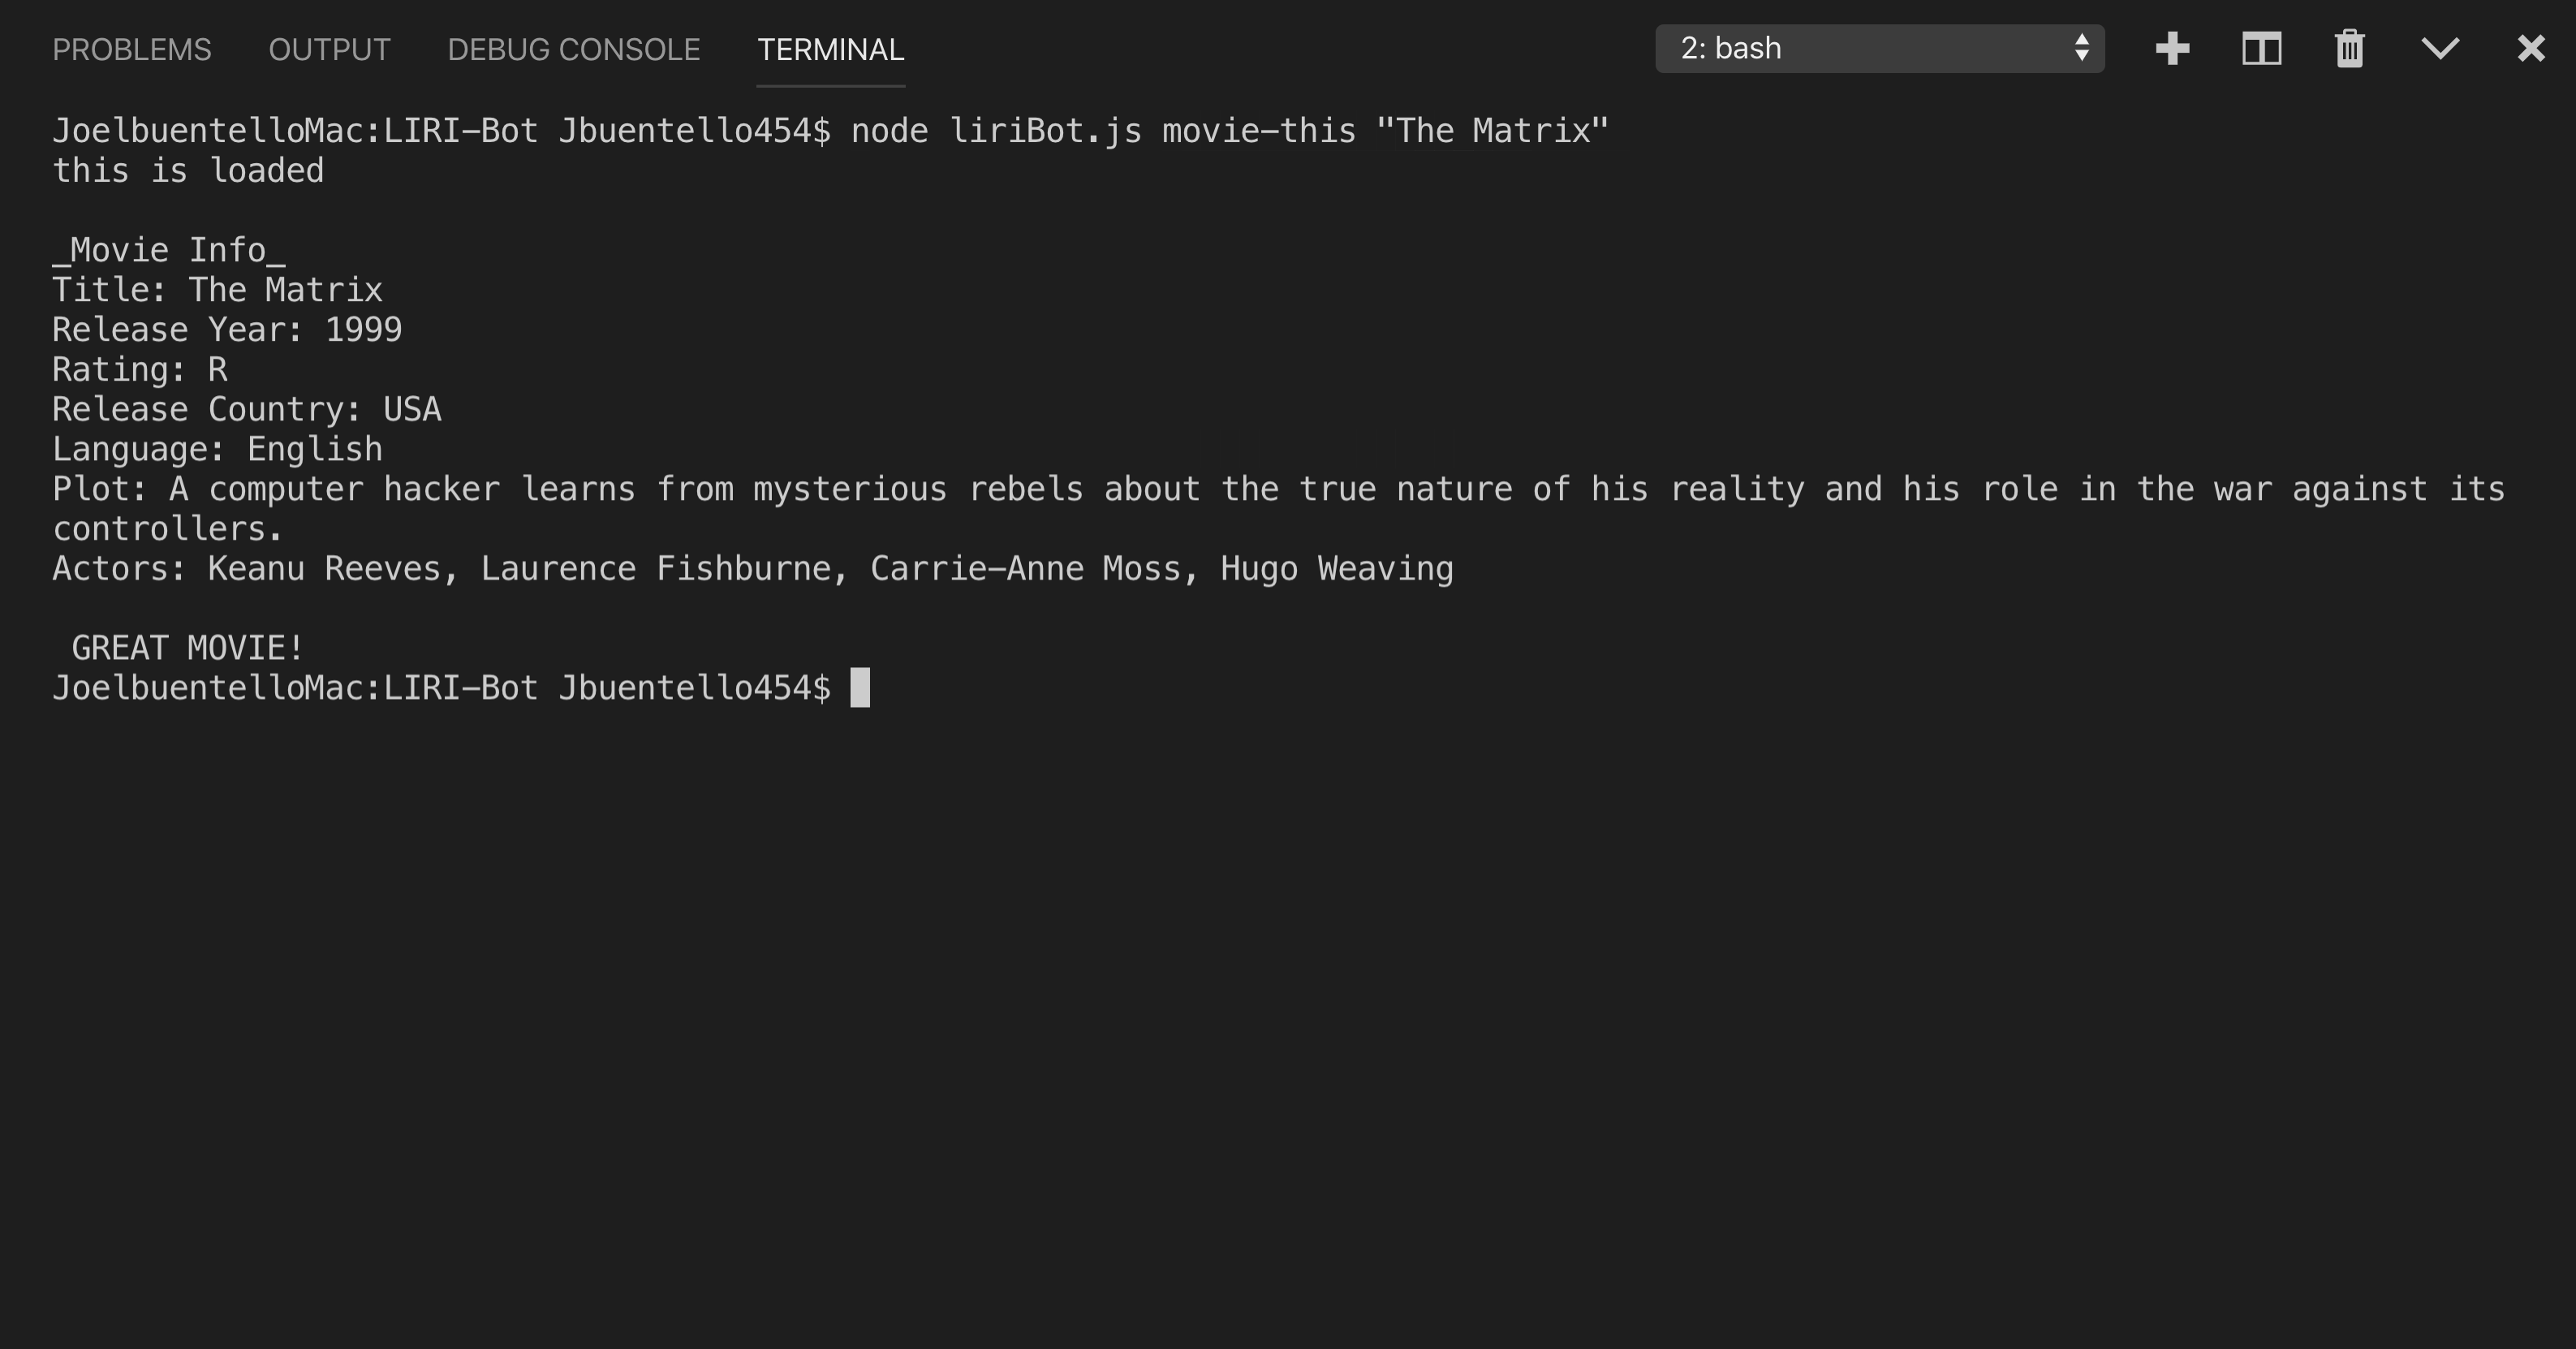 PROBLEMS OUTPUT DEBUG CONSOLE TERMINAL 2: bash
JoelbuentelloMac:LIRI-Bot Jbuentello454$ node liriBot.js movie-this "The Matrix"
this is loaded
_Movie Info_
Title: The Matrix
Release Year: 1999
Rating: R
Release Country: USA
Language: English
Plot: A computer hacker learns from mysterious rebels about the true nature of his reality and his role in the war against its
controllers.
Actors: Keanu Reeves, Laurence Fishburne, Carrie-Anne Moss, Hugo Weaving
GREAT MOVIE!
JoelbuentelloMac:LIRI-Bot Jbuentello454$